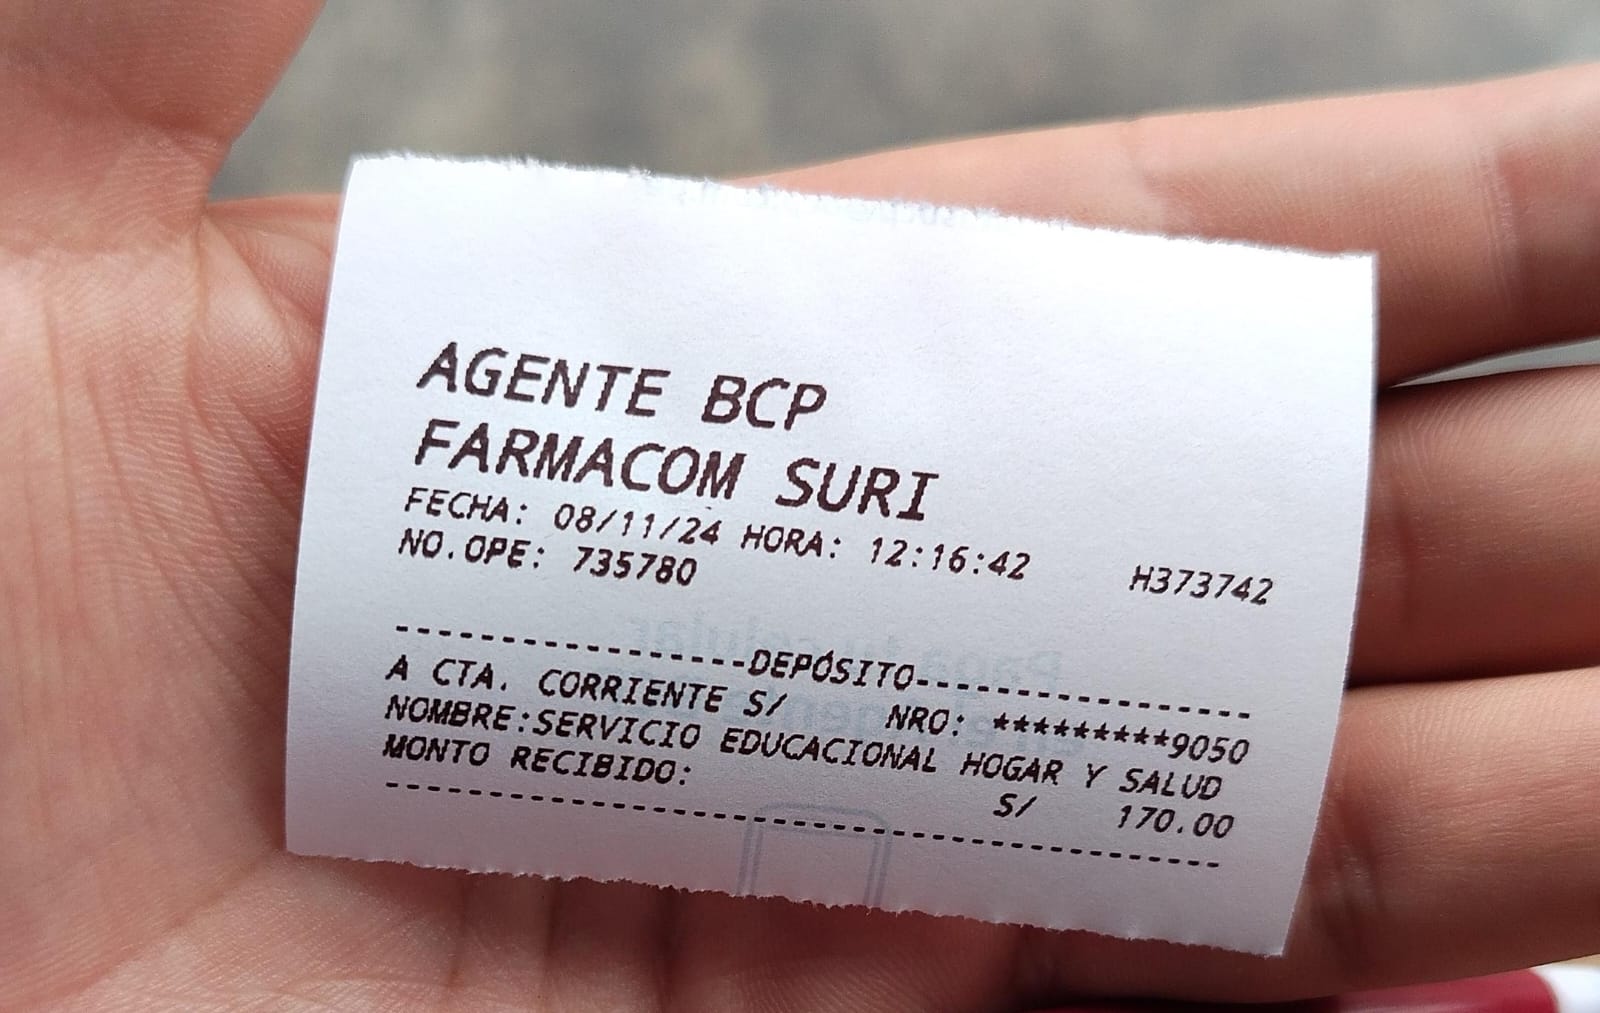 AGENTE BCP
FARMACOM SURI
FECHA: 08/11/24 HORA: 12:16:42 H373742
NO.OPE: 735780
----------------DEPÓSITO----------------
A CTA. CORRIENTE S/ NRO: *********9050
NOMBRE:SERVICIO EDUCACIONAL HOGAR Y SALUD
MONTO RECIBIDO: S/ 170.00
----------------------------------------